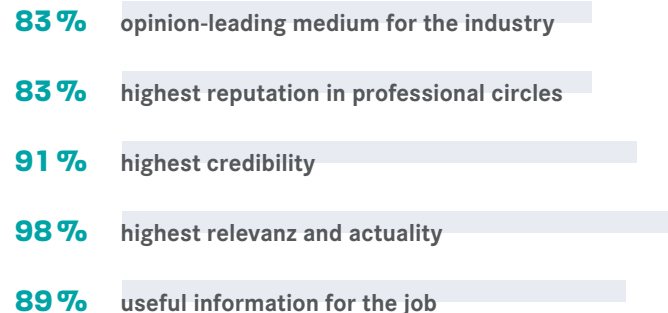 83 % opinion-leading medium for the industry
83 % highest reputation in professional circles
91 % highest credibility
98 % highest relevanz and actuality
89 % useful information for the job